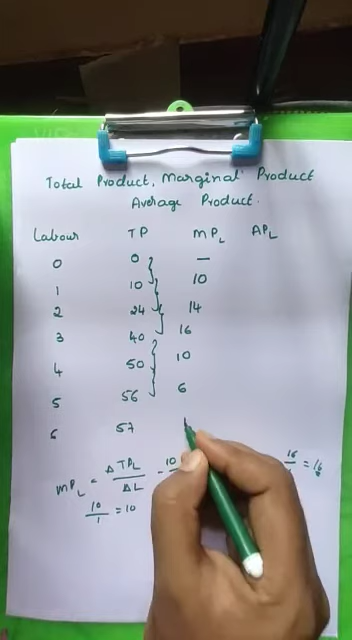 Total Product, Marginal Product
Average Product.
Labour TP MPL APL
0 0 —
1 10 10
2 24 14
3 40 16
4 50 10
5 56 6
6 57
MPL = ΔTPL / ΔL - 10 16 / = 16
10 / 1 = 10